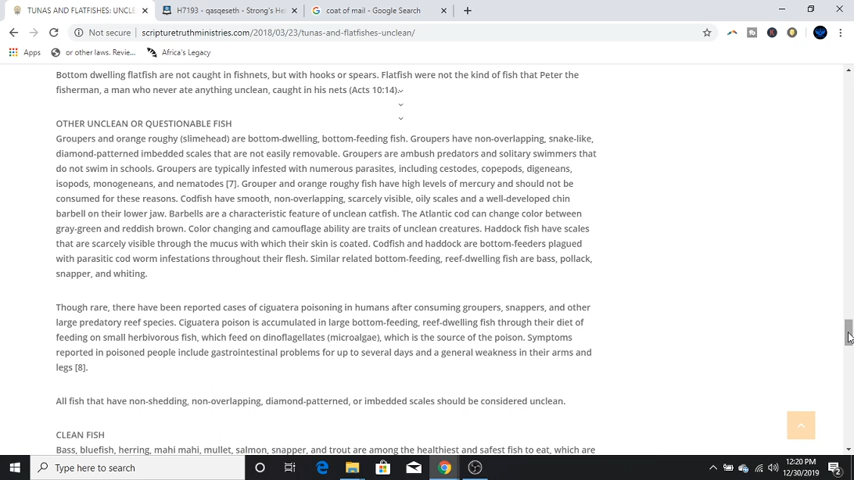 TUNAS AND FLATFISHES: UNCLE
H7193 - qasqeseth - Strong's He
coat of mail - Google Search
Not secure | scripturetruthministries.com/2018/03/23/tunas-and-flatfishes-unclean/
Apps
or other laws. Revie...
Africa's Legacy
Bottom dwelling flatfish are not caught in fishnets, but with hooks or spears. Flatfish were not the kind of fish that Peter the
fisherman, a man who never ate anything unclean, caught in his nets (Acts 10:14).
OTHER UNCLEAN OR QUESTIONABLE FISH
Groupers and orange roughy (slimehead) are bottom-dwelling, bottom-feeding fish. Groupers have non-overlapping, snake-like,
diamond-patterned imbedded scales that are not easily removable. Groupers are ambush predators and solitary swimmers that
do not swim in schools. Groupers are typically infested with numerous parasites, including cestodes, copepods, digeneans,
isopods, monogeneans, and nematodes [7]. Grouper and orange roughy fish have high levels of mercury and should not be
consumed for these reasons. Codfish have smooth, non-overlapping, scarcely visible, oily scales and a well-developed chin
barbell on their lower jaw. Barbells are a characteristic feature of unclean catfish. The Atlantic cod can change color between
gray-green and reddish brown. Color changing and camouflage ability are traits of unclean creatures. Haddock fish have scales
that are scarcely visible through the mucus with which their skin is coated. Codfish and haddock are bottom-feeders plagued
with parasitic cod worm infestations throughout their flesh. Similar related bottom-feeding, reef-dwelling fish are bass, pollack,
snapper, and whiting.
Though rare, there have been reported cases of ciguatera poisoning in humans after consuming groupers, snappers, and other
large predatory reef species. Ciguatera poison is accumulated in large bottom-feeding, reef-dwelling fish through their diet of
feeding on small herbivorous fish, which feed on dinoflagellates (microalgae), which is the source of the poison. Symptoms
reported in poisoned people include gastrointestinal problems for up to several days and a general weakness in their arms and
legs [8].
All fish that have non-shedding, non-overlapping, diamond-patterned, or imbedded scales should be considered unclean.
CLEAN FISH
Bass, bluefish, herring, mahi mahi, mullet, salmon, snapper, and trout are among the healthiest and safest fish to eat, which are
Type here to search
12:20 PM
12/30/2019
2